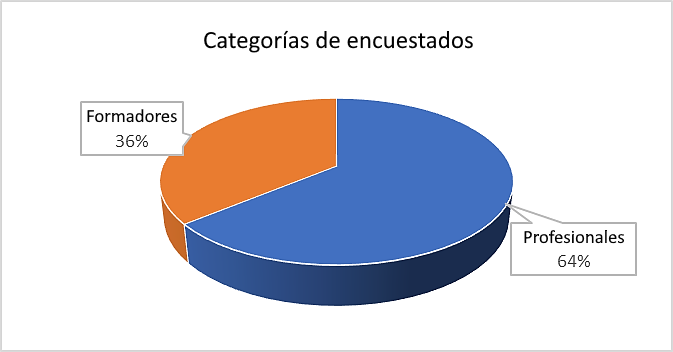 Categorías de encuestados
Formadores
36%
Profesionales
64%